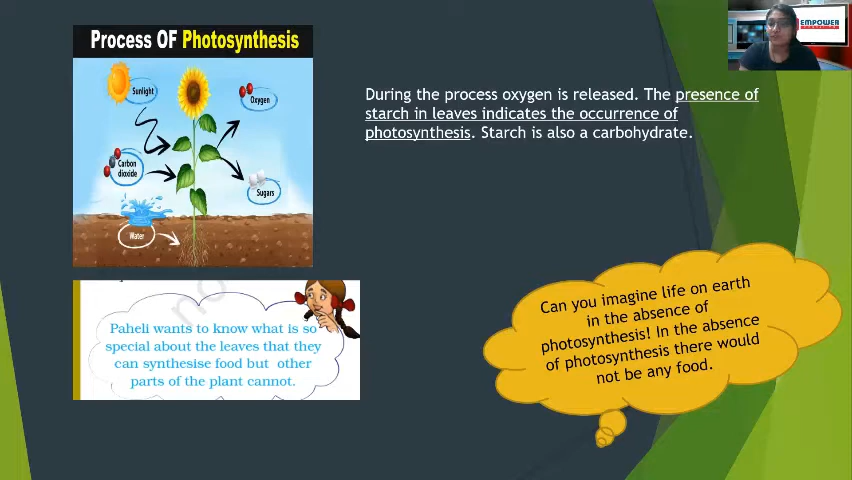 Process OF Photosynthesis
Sunlight
Oxygen
Carbon
dioxide
Sugars
Water
During the process oxygen is released. The presence of
starch in leaves indicates the occurrence of
photosynthesis. Starch is also a carbohydrate.
EMPOWER
Paheli wants to know what is so
special about the leaves that they
can synthesise food but other
parts of the plant cannot.
Can you imagine life on earth
in the absence of
photosynthesis! In the absence
of photosynthesis there would
not be any food.